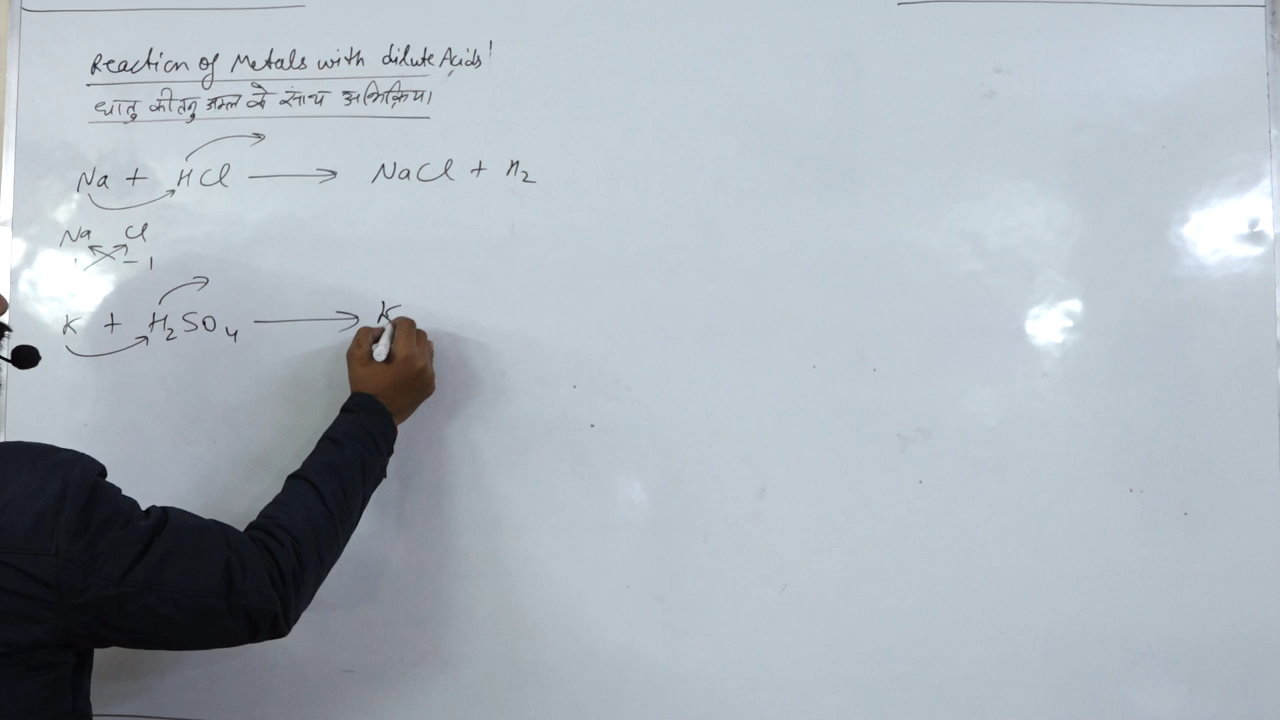 Reaction of Metals with dilute Acids!
धातु की तनु अम्ल के साथ अभिक्रिया
Na + HCl ⟶ NaCl + H2
Na Cl
1 -1
K + H2SO4 ⟶ K